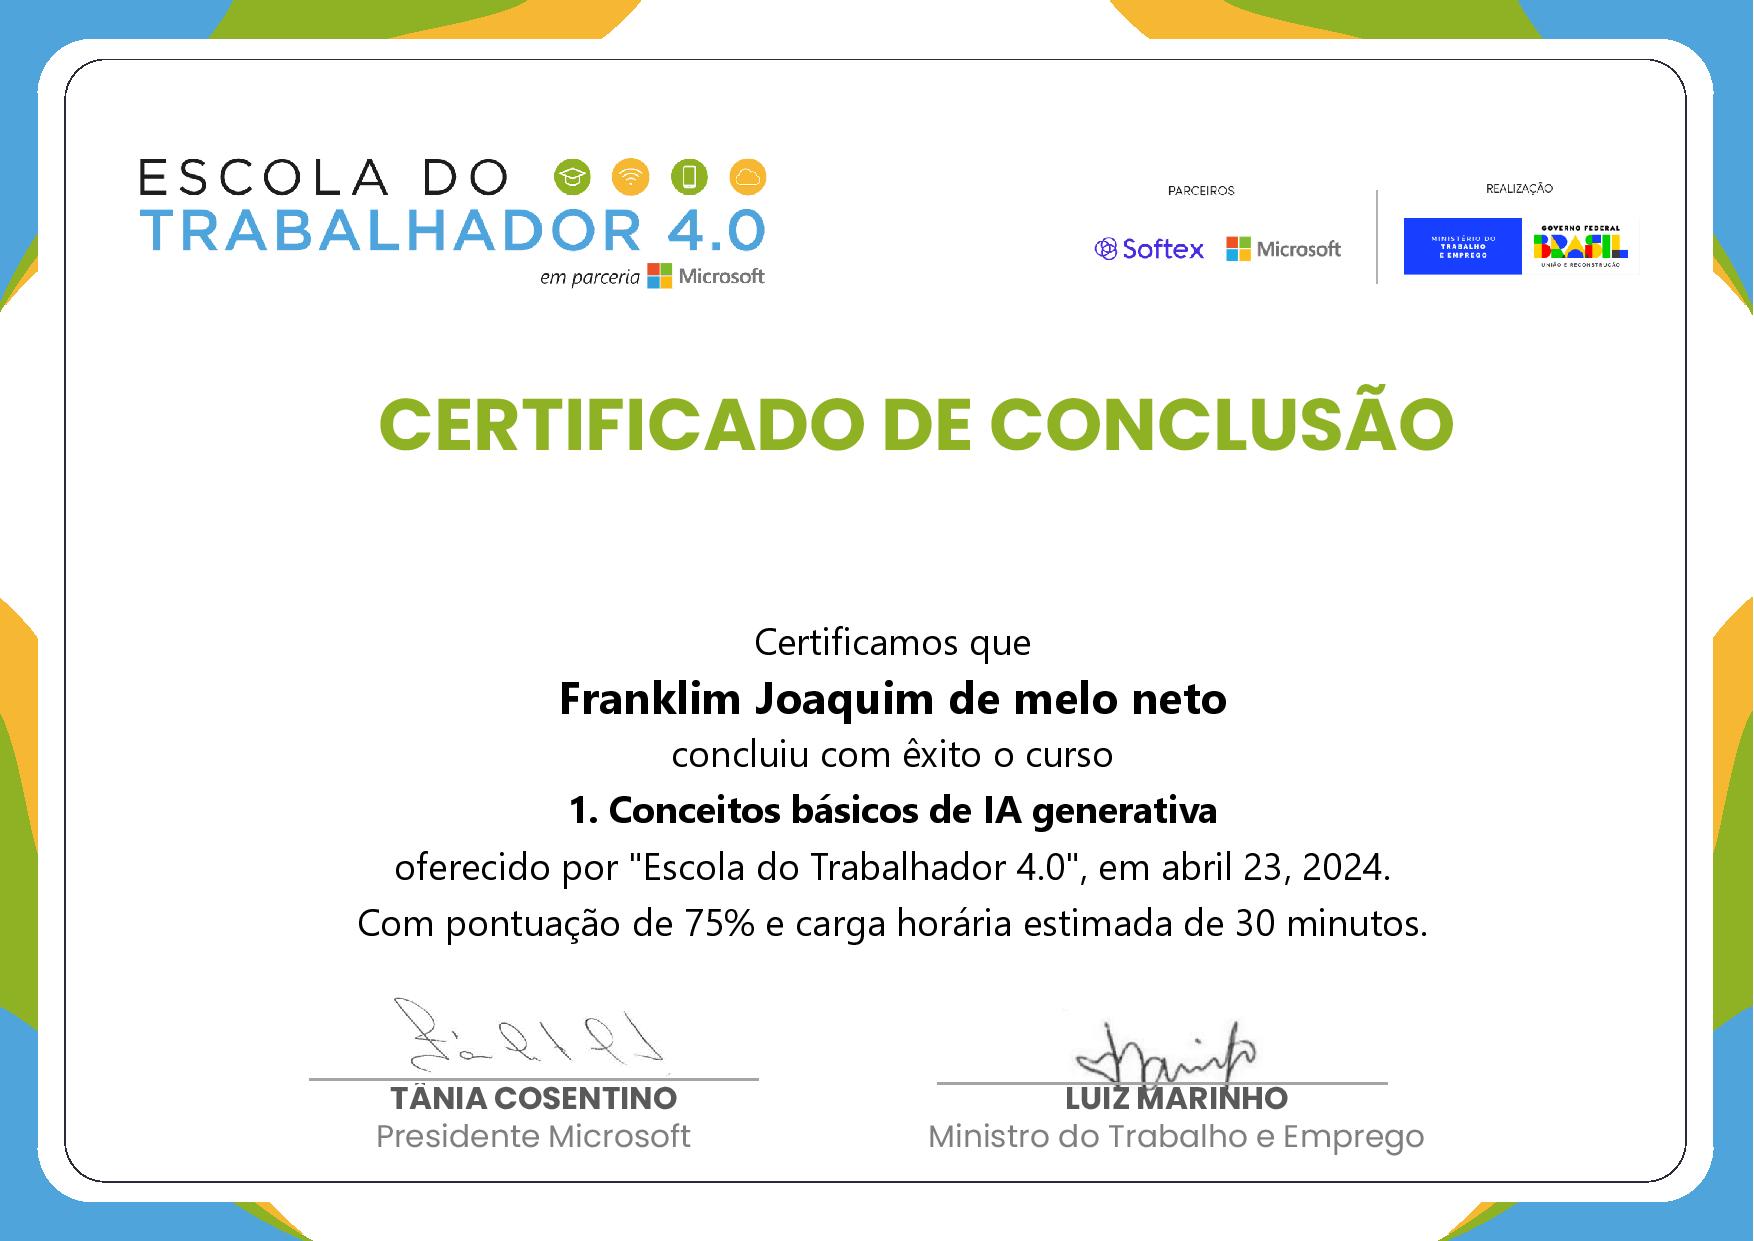 ESCOLA DO
TRABALHADOR 4.0
em parceria Microsoft
PARCEIROS
Softex Microsoft
REALIZAÇÃO
MINISTÉRIO DO
TRABALHO
E EMPREGO
GOVERNO FEDERAL
BRASIL
UNIÃO E RECONSTRUÇÃO
CERTIFICADO DE CONCLUSÃO
Certificamos que
Franklim Joaquim de melo neto
concluiu com êxito o curso
1. Conceitos básicos de IA generativa
oferecido por "Escola do Trabalhador 4.0", em abril 23, 2024.
Com pontuação de 75% e carga horária estimada de 30 minutos.
TÂNIA COSENTINO
Presidente Microsoft
LUIZ MARINHO
Ministro do Trabalho e Emprego